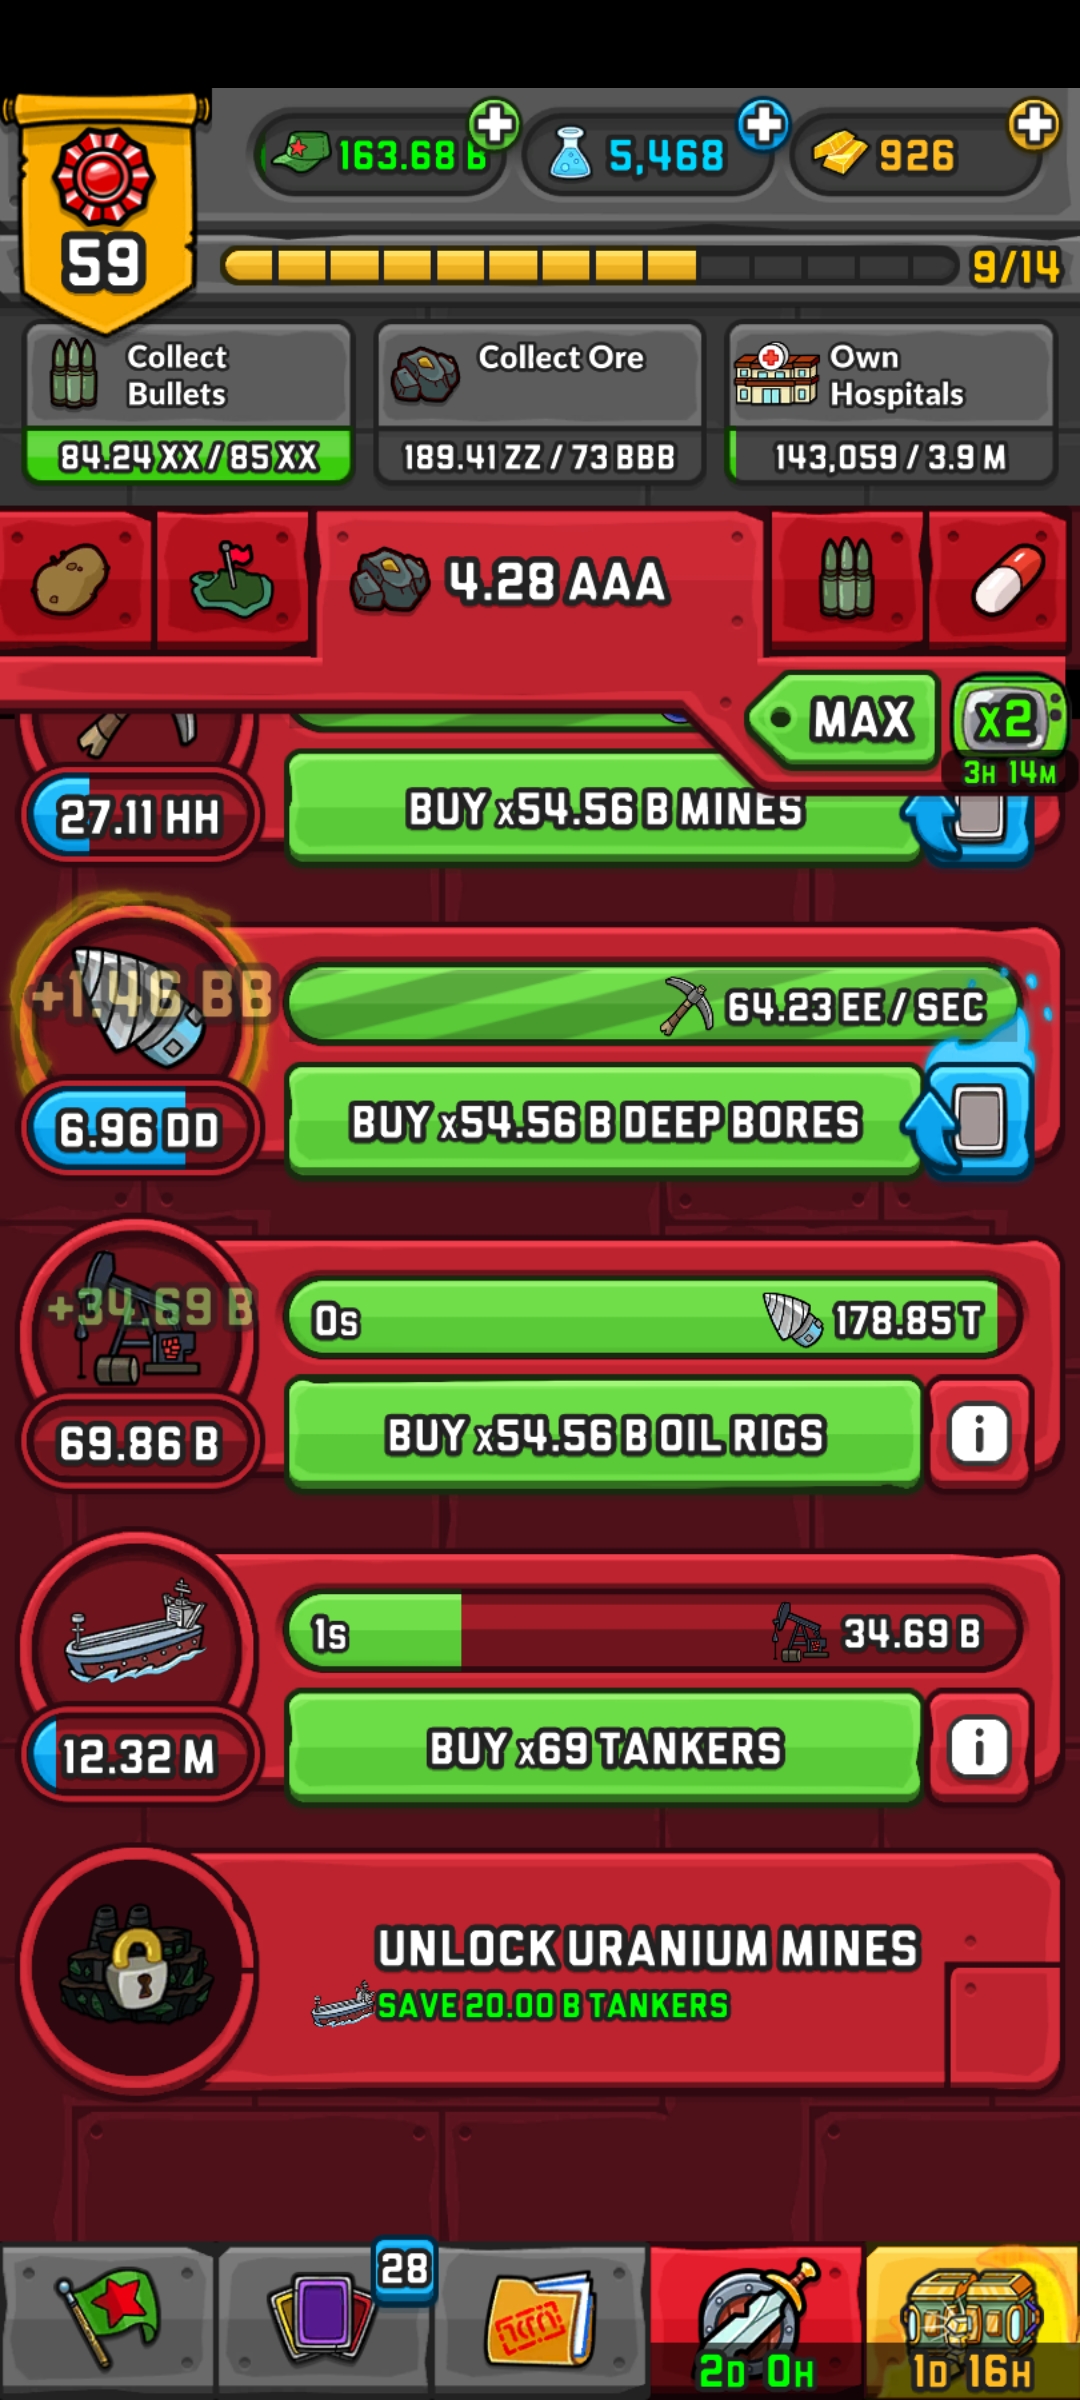 163.68 B
5,468
926
59
9/14
Collect
Bullets
84.24 XX / 85 XX
Collect Ore
189.41 ZZ / 73 BBB
Own
Hospitals
143,059 / 3.9 M
4.28 AAA
MAX
x2
3H 14M
27.11 HH
BUY x54.56 B MINES
+1.46 BB
64.23 EE / SEC
6.96 DD
BUY x54.56 B DEEP BORES
+34.69 B
0s
178.85 T
69.86 B
BUY x54.56 B OIL RIGS
i
1s
34.69 B
12.32 M
BUY x69 TANKERS
i
UNLOCK URANIUM MINES
SAVE 20.00 B TANKERS
28
2D 0H
1D 16H